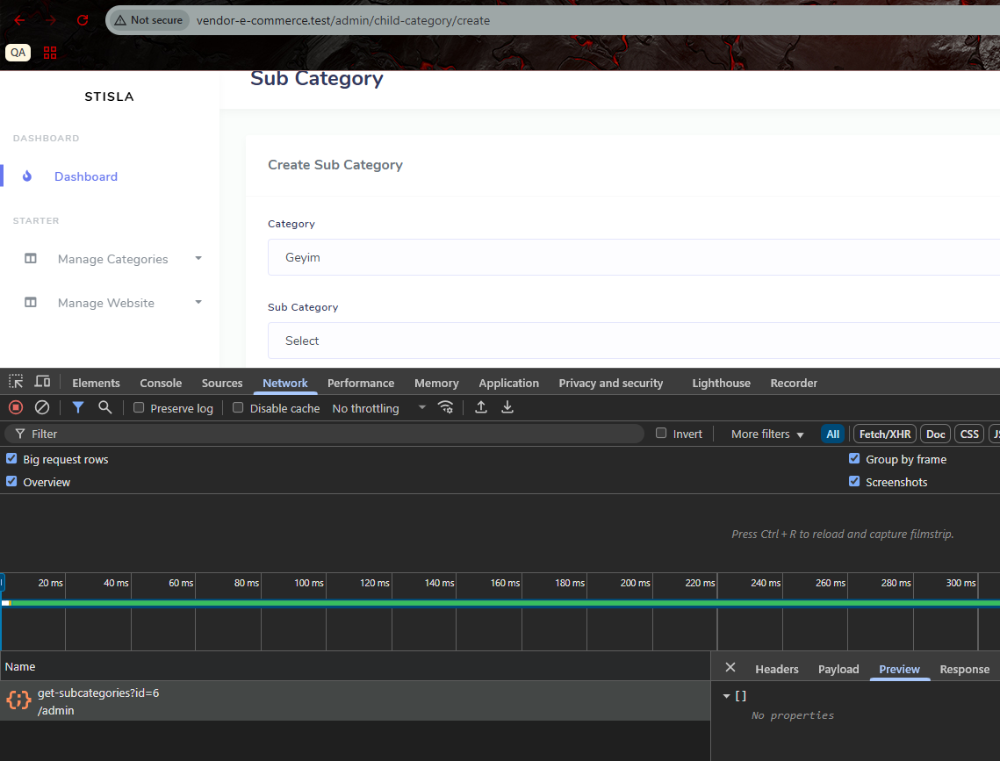 Not secure
vendor-e-commerce.test/admin/child-category/create
QA
STISLA
DASHBOARD
Dashboard
STARTER
Manage Categories
Manage Website
Sub Category
Create Sub Category
Category
Geyim
Sub Category
Select
Elements Console Sources Network Performance Memory Application Privacy and security Lighthouse Recorder
Preserve log Disable cache No throttling
Filter Invert More filters All Fetch/XHR Doc CSS JS
Big request rows Group by frame
Overview Screenshots
Press Ctrl + R to reload and capture filmstrip.
20 ms 40 ms 60 ms 80 ms 100 ms 120 ms 140 ms 160 ms 180 ms 200 ms 220 ms 240 ms 260 ms 280 ms 300 ms
Name
Headers Payload Preview Response
get-subcategories?id=6
/admin
[]
No properties